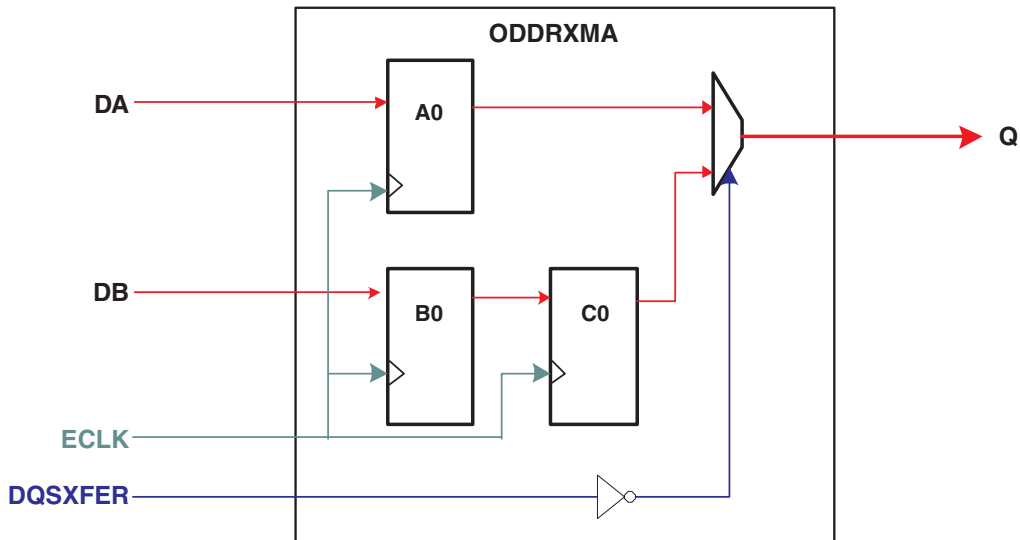 ODDRXMA
DA
A0
Q
DB
B0
C0
ECLK
DQSXFER